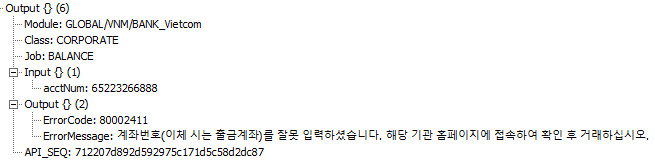 Output {} (6)
Module: GLOBAL/VNM/BANK_Vietcom
Class: CORPORATE
Job: BALANCE
Input {} (1)
acctNum: 65223266888
Output {} (2)
ErrorCode: 80002411
ErrorMessage: 계좌번호(이체 시는 출금계좌)를 잘못 입력하셨습니다. 해당 기관 홈페이지에 접속하여 확인 후 거래하십시오.
API_SEQ: 712207d892d592975c171d5c58d2dc87